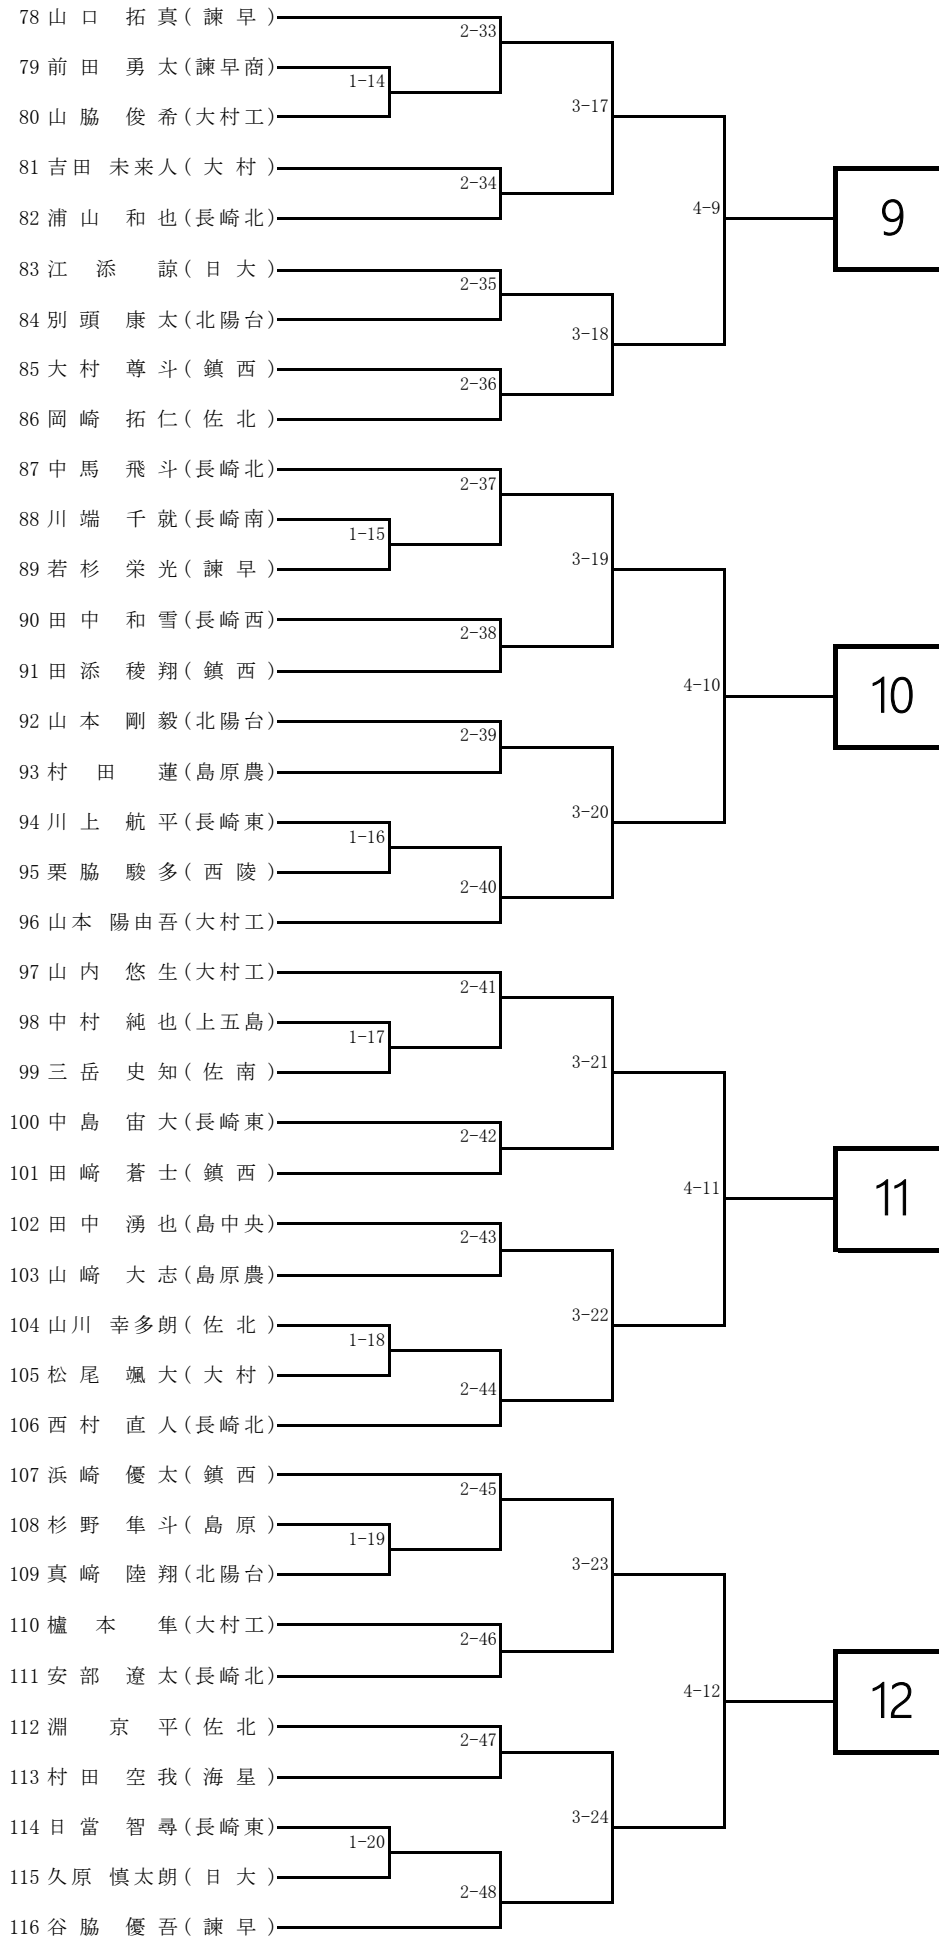 78 山口 拓真(諫早)
2-33
79 前田 勇太(諫早商)
1-14
80 山脇 俊希(大村工)
3-17
81 吉田 未来人(大村)
2-34
82 浦山 和也(長崎北)
4-9
9
83 江添 諒(日大)
2-35
84 別頭 康太(北陽台)
3-18
85 大村 尊斗(鎮西)
2-36
86 岡崎 拓仁(佐北)
87 中馬 飛斗(長崎北)
2-37
88 川端 千就(長崎南)
1-15
89 若杉 栄光(諫早)
3-19
90 田中 和雪(長崎西)
2-38
91 田添 稜翔(鎮西)
4-10
10
92 山本 剛毅(北陽台)
2-39
93 村田 蓮(島原農)
94 川上 航平(長崎東)
3-20
1-16
95 栗脇 駿多(西陵)
2-40
96 山本 陽由吾(大村工)
97 山内 悠生(大村工)
2-41
98 中村 純也(上五島)
1-17
99 三岳 史知(佐南)
3-21
100 中島 宙大(長崎東)
2-42
101 田﨑 蒼士(鎮西)
4-11
11
102 田中 湧也(島中央)
2-43
103 山﨑 大志(島原農)
104 山川 幸多朗(佐北)
3-22
1-18
105 松尾 颯大(大村)
2-44
106 西村 直人(長崎北)
107 浜崎 優太(鎮西)
2-45
108 杉野 隼斗(島原)
1-19
109 真﨑 陸翔(北陽台)
3-23
110 櫨本 隼(大村工)
2-46
111 安部 遼太(長崎北)
4-12
12
112 淵 京平(佐北)
2-47
113 村田 空我(海星)
114 日當 智尋(長崎東)
3-24
1-20
115 久原 慎太朗(日大)
2-48
116 谷脇 優吾(諫早)